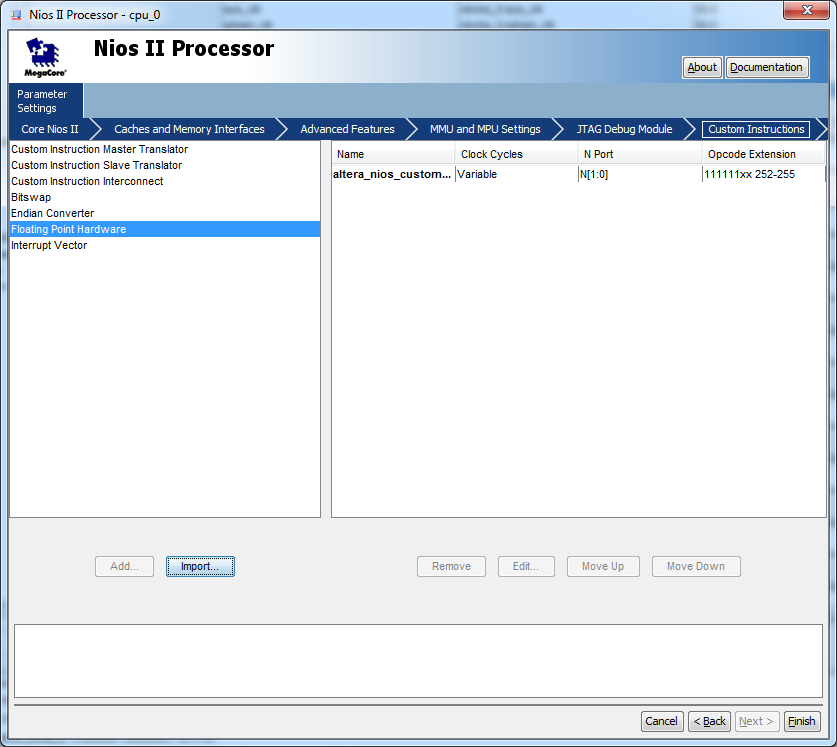 Nios II Processor - cpu_0
MegaCore®
Nios II Processor
About
Documentation
Parameter
Settings
Core Nios II
Caches and Memory Interfaces
Advanced Features
MMU and MPU Settings
JTAG Debug Module
Custom Instructions
Custom Instruction Master Translator
Custom Instruction Slave Translator
Custom Instruction Interconnect
Bitswap
Endian Converter
Floating Point Hardware
Interrupt Vector
Name Clock Cycles N Port Opcode Extension
altera_nios_custom... Variable N[1:0] 111111xx 252-255
Add... Import... Remove Edit... Move Up Move Down
Cancel < Back Next > Finish